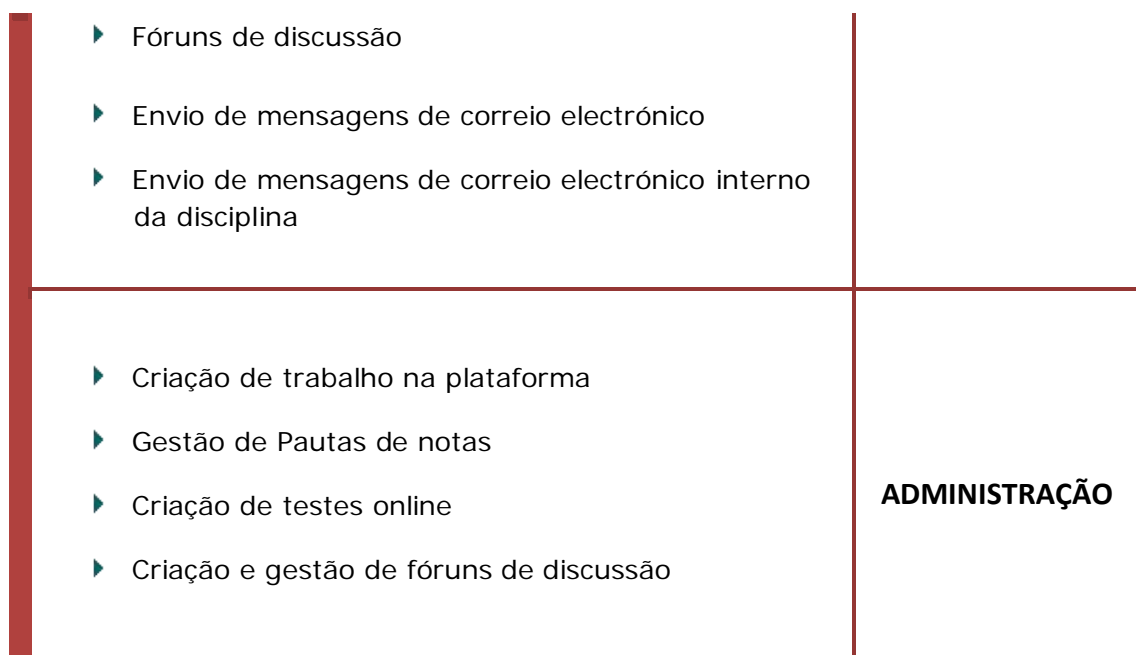 Fóruns de discussão
Envio de mensagens de correio electrónico
Envio de mensagens de correio electrónico interno
da disciplina
Criação de trabalho na plataforma
Gestão de Pautas de notas
Criação de testes online
Criação e gestão de fóruns de discussão
ADMINISTRAÇÃO